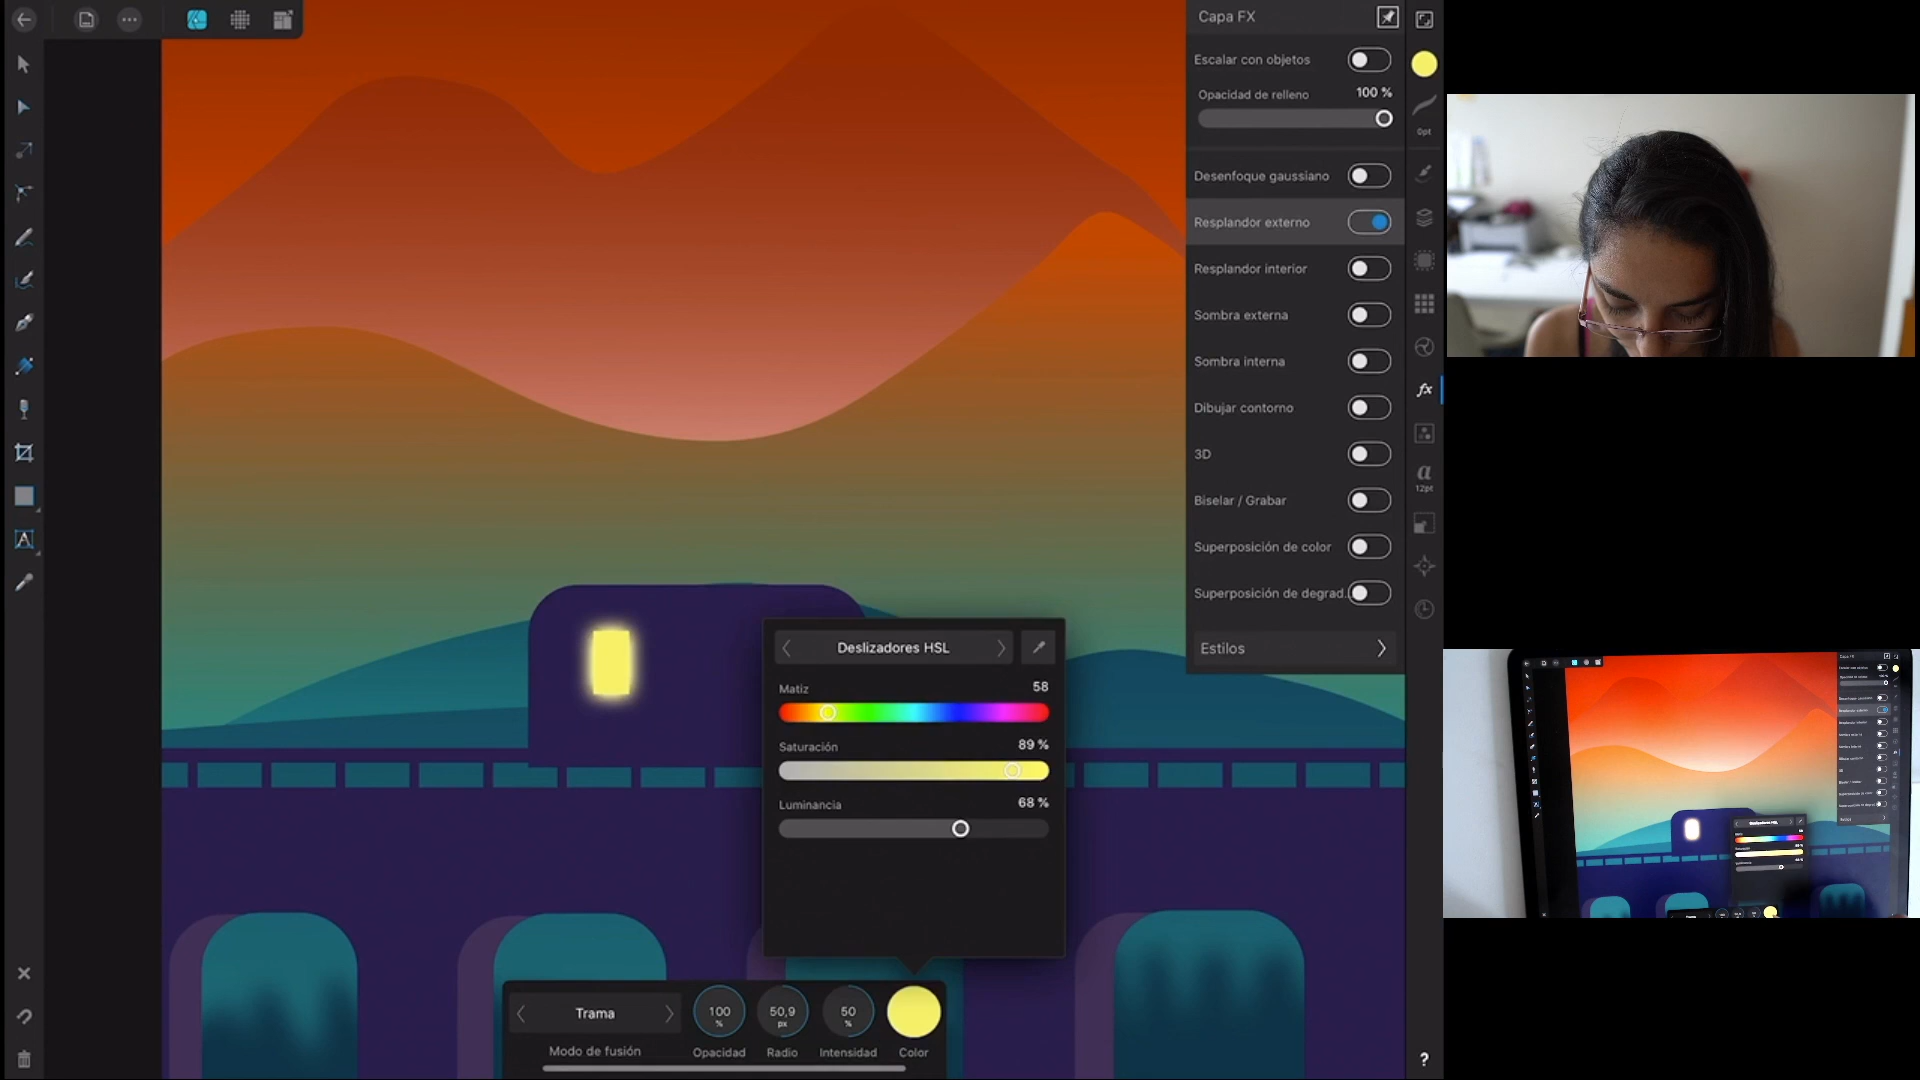 Capa FX
Escalar con objetos
Opacidad de relleno 100 %
0pt
Desenfoque gaussiano
Resplandor externo
Resplandor interior
Sombra externa
Sombra interna
Dibujar contorno
3D
a
12pt
Biselar / Grabar
Superposición de color
Superposición de degrad...
Estilos
fx
A
Deslizadores HSL
Matiz 58
Saturación 89 %
Luminancia 68 %
Trama
Modo de fusión
100 %
Opacidad
50,9 px
Radio
50 %
Intensidad
Color
?